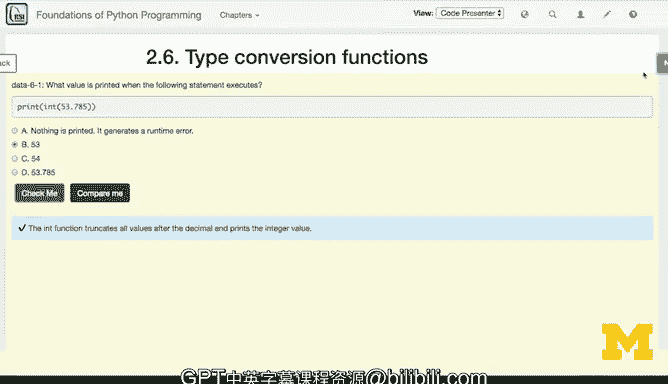 RSI
Foundations of Python Programming
Chapters
View: Code Presenter
ack
N
2.6. Type conversion functions
data-6-1: What value is printed when the following statement executes?
print(int(53.785))
A. Nothing is printed. It generates a runtime error.
B. 53
C. 54
D. 53.785
Check Me
Compare me
✔ The int function truncates all values after the decimal and prints the integer value.
M
GPT中英字幕课程资源@bilibili.com